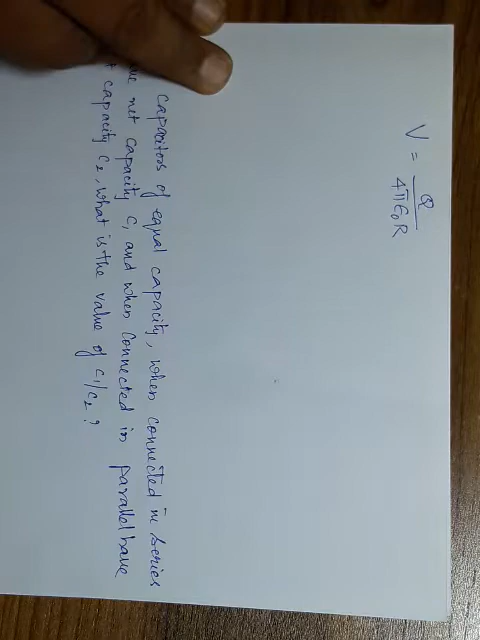 V = Q / 4πϵ₀R
capacitors of equal capacity, when connected in series
net capacity C₁ and when connected in parallel have
capacity C₂, what is the value of C₁/C₂?